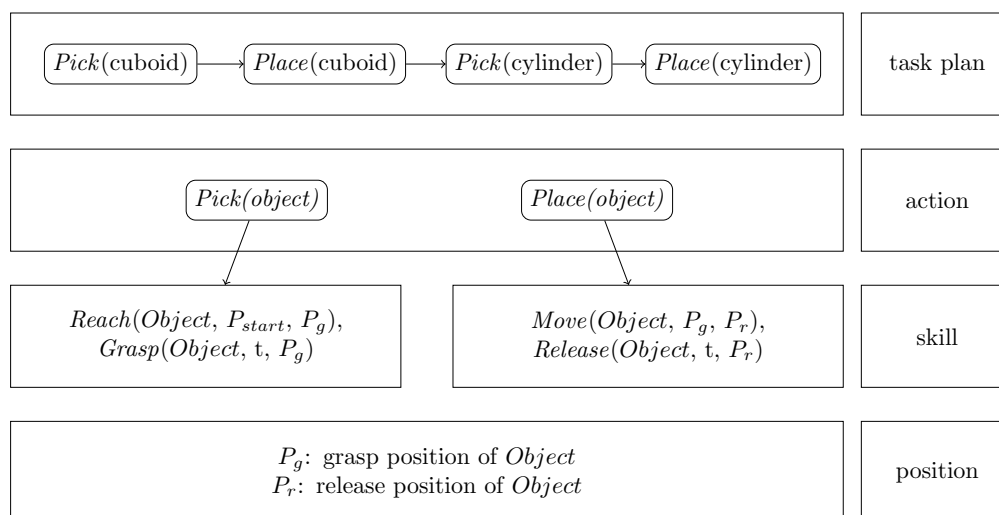 Pick(cuboid) Place(cuboid) Pick(cylinder) Place(cylinder) task plan
Pick(object) Place(object) action
Reach(Object, P_start, P_g),
Grasp(Object, t, P_g)
Move(Object, P_g, P_r),
Release(Object, t, P_r)
skill
P_g: grasp position of Object
P_r: release position of Object
position